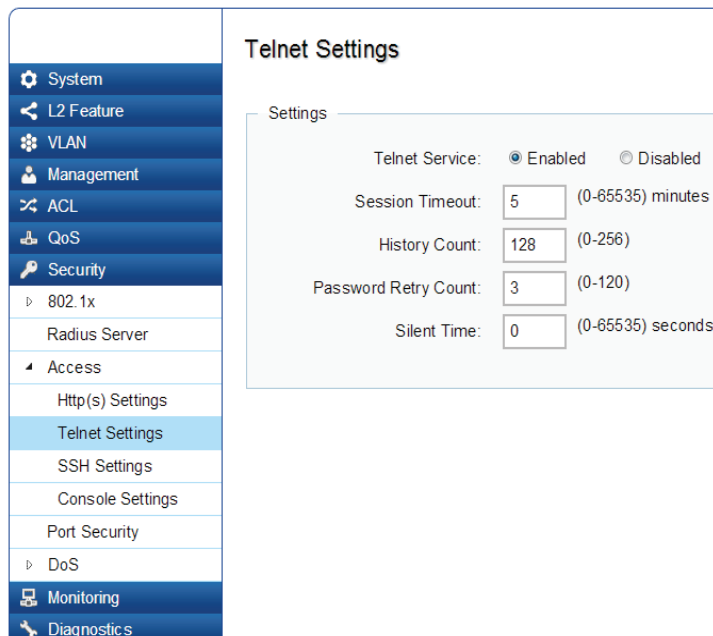 Telnet Settings
System
L2 Feature
VLAN
Management
ACL
QoS
Security
802.1x
Radius Server
Access
Http(s) Settings
Telnet Settings
SSH Settings
Console Settings
Port Security
DoS
Monitoring
Diagnostics
Settings
Telnet Service: Enabled Disabled
Session Timeout: 5 (0-65535) minutes
History Count: 128 (0-256)
Password Retry Count: 3 (0-120)
Silent Time: 0 (0-65535) seconds